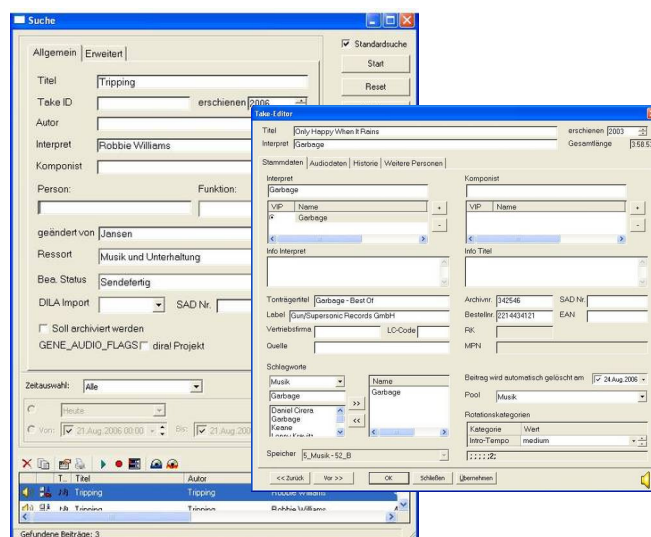 Suche
Allgemein Erweitert
Standardsuche
Start
Reset
Titel Tripping
Take ID erschienen 2006
Autor
Interpret Robbie Williams
Komponist
Person: Funktion:
geändert von Jansen
Ressort Musik und Unterhaltung
Bea. Status Sendefertig
DILA Import SAD Nr.
Soll archiviert werden
GENE_AUDIO_FLAGS dira! Projekt
Zeitauswahl: Alle
Heute
Von: 21.Aug.2006 00:00 Bis: 21.Aug.200
T... Titel Autor
Tripping Tripping Robbie Williams
Tripping Tripping Robbie Williams
Gefundene Beiträge: 3
Take-Editor
Titel Only Happy When It Rains erschienen 2003
Interpret Garbage Gesamtlänge 3:58.5
Stammdaten Audiodaten Historie Weitere Personen
Interpret Komponist
Garbage
VIP Name + VIP Name +
Garbage
- -
Info Interpret Info Titel
Tonträgertitel Garbage - Best Of Archivnr. 342546 SAD Nr.
Label Gun/Supersonic Records GmbH Bestellnr. 2214434121 EAN
Vertriebsfirma LC-Code RK
Quelle MPN
Schlagworte
Musik Name
Garbage >> Garbage
Daniel Cirera
Garbage <<
Keane
Beitrag wird automatisch gelöscht am 24.Aug.2006
Pool Musik
Rotationskategorien
Kategorie Wert
Intro-Tempo medium
Speicher 5_Musik - 52_B ;;;;;2;
<< Zurück Vor >> OK Schließen Übernehmen